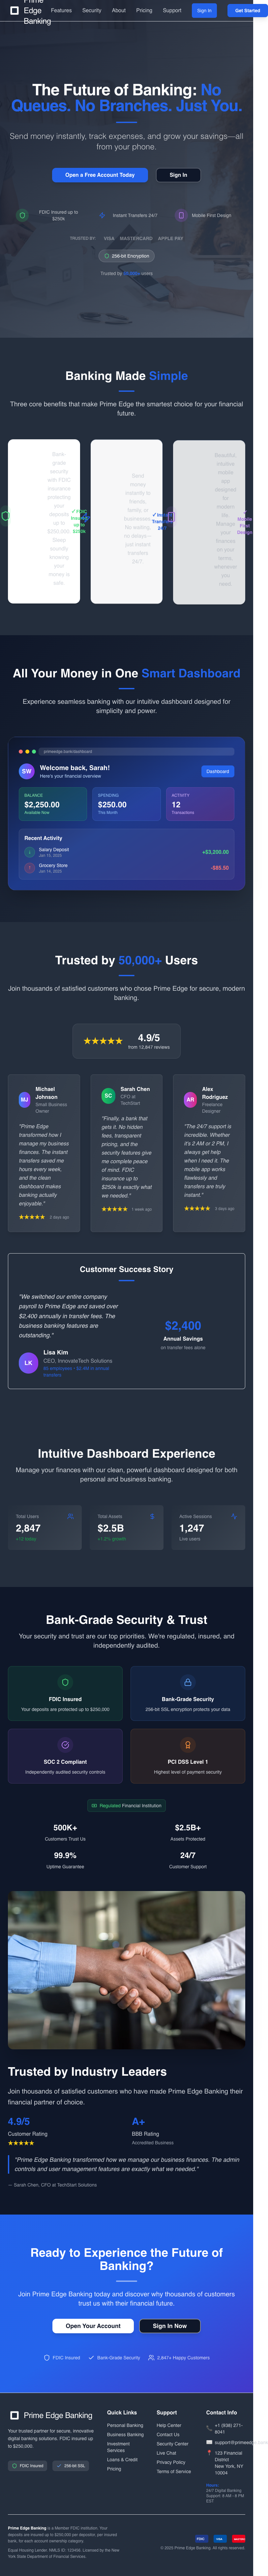 Prime
Edge
Banking
Features
Security
About
Pricing
Support
Sign In
Get Started
The Future of Banking: No
Queues. No Branches. Just You.
Send money instantly, track expenses, and grow your savings—all
from your phone.
Open a Free Account Today
Sign In
FDIC Insured up to
$250k
Instant Transfers 24/7
Mobile First Design
TRUSTED BY:
VISA
MASTERCARD
APPLE PAY
256-bit Encryption
Trusted by
users
Banking Made Simple
Three core benefits that make Prime Edge the smartest choice for your financial
future.
Bank-
grade
security
with FDIC
insurance
protecting
your
deposits
up to
$250,000.
Sleep
soundly
knowing
your
money is
safe.
Send
money
instantly to
friends,
family, or
businesses.
No waiting,
no delays –
just instant
transfers
24/7.
Beautiful,
intuitive
mobile
app
designed
for
modern
life.
Manage
your
finances
on your
terms,
wherever
you
need.
All Your Money in One Smart Dashboard
Experience seamless banking with our intuitive dashboard designed for
simplicity and power.
primeedge.bank/dashboard
SW
Welcome back, Sarah!
Here's your financial overview
Dashboard
BALANCE
$2,250.00
Available Now
SPENDING
$250.00
This Month
ACTIVITY
12
Transactions
Recent Activity
Salary Deposit
Jan 15, 2025
+$3,200.00
Grocery Store
Jan 14, 2025
-$85.50
Trusted by 50,000+ Users
Join thousands of satisfied customers who chose Prime Edge for secure, modern
banking.
★★★★★
4.9/5
from 12,847 reviews
MJ
Michael
Johnson
Small Business
Owner
"Prime Edge
transformed how I
manage my business
finances. The instant
transfers saved me
hours every week,
and the clean
dashboard makes
banking actually
enjoyable."
★★★★★
2 days ago
SC
Sarah Chen
CFO at
TechStart
"Finally, a bank that
gets it. No hidden
fees, transparent
pricing, and the
security features give
me complete peace
of mind. FDIC
insurance up to
$250k is exactly what
we needed."
★★★★★
1 week ago
AR
Alex
Rodriguez
Freelance
Designer
"The 24/7 support is
incredible. Whether
it's 2 AM or 2 PM, I
always get help
when I need it. The
mobile app works
flawlessly and
transfers are truly
instant."
★★★★★
3 days ago
Customer Success Story
"We switched our entire company
payroll to Prime Edge and saved over
$2,400 annually in transfer fees. The
business banking features are
outstanding."
LK
Lisa Kim
CEO, InnovateTech Solutions
$2,400
Annual Savings
on transfer fees alone
Intuitive Dashboard Experience
Manage your finances with our clean, powerful dashboard designed for both
personal and business banking.
Total Users
2,847
Total Assets
$2.5B
Active Sessions
1,247
Live users
Bank-Grade Security & Trust
Your security and trust are our top priorities. We're regulated, insured, and
independently audited.
FDIC Insured
Your deposits are protected up to $250,000
Bank-Grade Security
256-bit SSL encryption protects your data
SOC 2 Compliant
Independently audited security controls
PCI DSS Level 1
Highest level of payment security
Regulated Financial Institution
500K+
Customers Trust Us
$2.5B+
Assets Protected
99.9%
Uptime Guarantee
24/7
Customer Support
Trusted by Industry Leaders
Join thousands of satisfied customers who have made Prime Edge Banking their
financial partner of choice.
4.9/5
Customer Rating
★★★★★
A+
BBB Rating
Accredited Business
"Prime Edge Banking transformed how we manage our business finances. The admin
controls and user management features are exactly what we needed."
— Sarah Chen, CFO at TechStart Solutions
Ready to Experience the Future of
Banking?
Join Prime Edge Banking today and discover why thousands of customers
trust us with their financial future.
Open Your Account
Sign In Now
FDIC Insured
Bank-Grade Security
2,847+ Happy Customers
Prime Edge Banking
Your trusted partner for secure, innovative
digital banking solutions. FDIC insured up
to $250,000.
FDIC Insured
256-bit SSL
Quick Links
Personal Banking
Business Banking
Investment
Services
Loans & Credit
Pricing
Support
Help Center
Contact Us
Security Center
Live Chat
Privacy Policy
Terms of Service
Contact Info
+1 (838) 271-
8041
123 Financial
District
New York, NY
10004
Hours:
24/7 Digital Banking
Support: 8 AM - 8 PM
EST
Prime Edge Banking is a Member FDIC institution. Your
deposits are insured up to $250,000 per depositor, per insured
bank, for each account ownership category.
Equal Housing Lender. NMLS ID: 123456. Licensed by the New
York State Department of Financial Services.
FDIC
VISA
© 2025 Prime Edge Banking. All rights reserved.